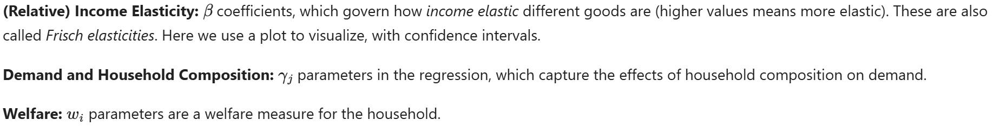 (Relative) Income Elasticity: β coefficients, which govern how income elastic different goods are (higher values means more elastic). These are also
called Frisch elasticities. Here we use a plot to visualize, with confidence intervals.
Demand and Household Composition: γⱼ parameters in the regression, which capture the effects of household composition on demand.
Welfare: wᵢ parameters are a welfare measure for the household.